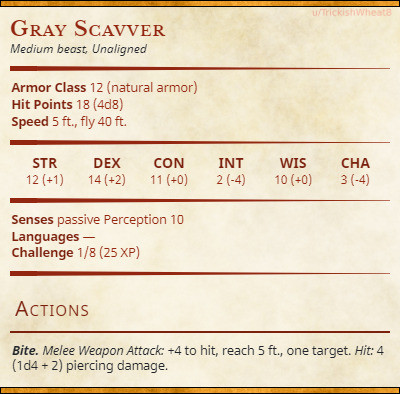 u/TrickishWheat8
Gray Scavver
Medium beast, Unaligned
Armor Class 12 (natural armor)
Hit Points 18 (4d8)
Speed 5 ft., fly 40 ft.
STR DEX CON INT WIS CHA
12 (+1) 14 (+2) 11 (+0) 2 (-4) 10 (+0) 3 (-4)
Senses passive Perception 10
Languages —
Challenge 1/8 (25 XP)
Actions
Bite. Melee Weapon Attack: +4 to hit, reach 5 ft., one target. Hit: 4
(1d4 + 2) piercing damage.